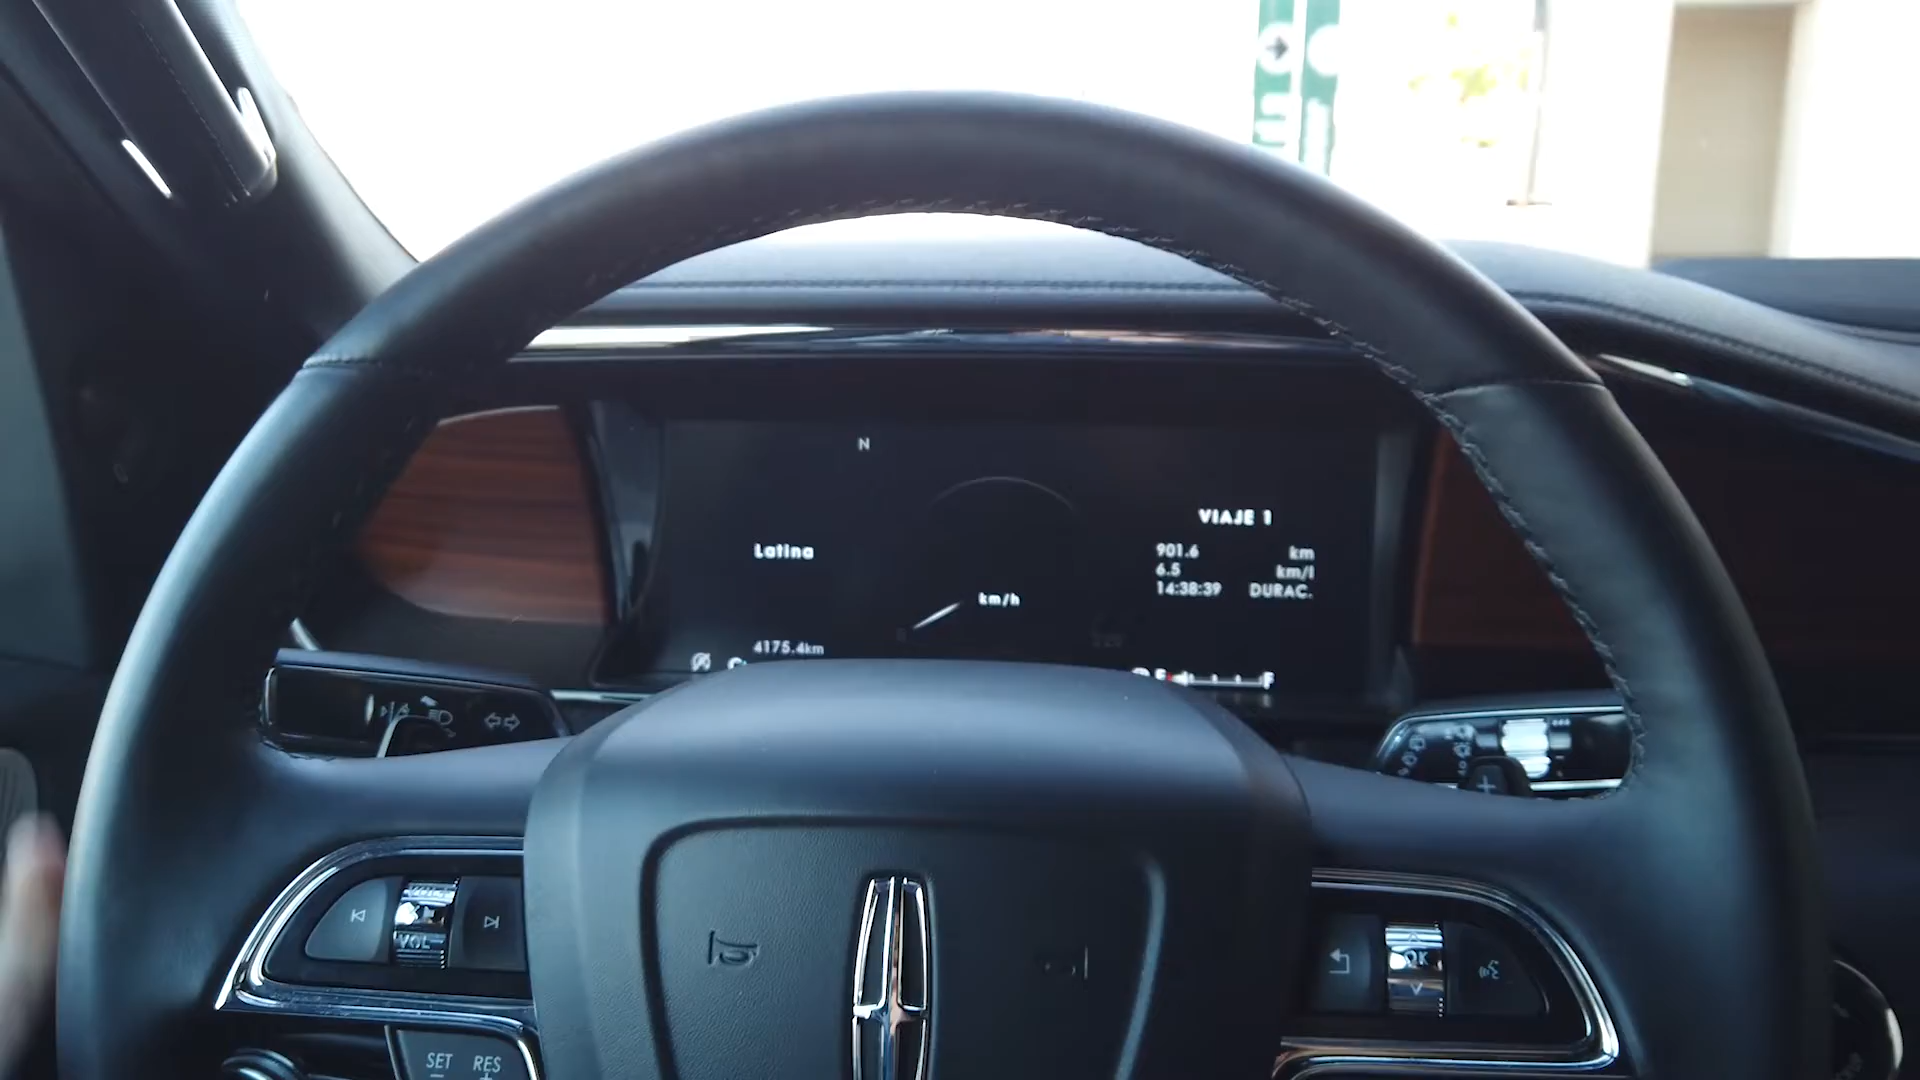 N
VIAJE 1
Latina
901.6 km
6.5 km/l
14:38:39 DURAC.
km/h
4175.4km
E F
VOL
VOL-
OK
SET
RES